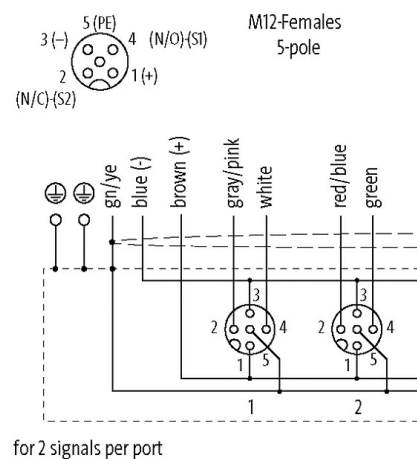 5 (PE)
3 (–)
4
(N/O)-(S1)
2
1 (+)
(N/C)-(S2)
M12-Females
5-pole
gn/ye
blue (-)
brown (+)
gray/pink
white
red/blue
green
3
3
2
4
2
4
1
5
1
5
1
2
for 2 signals per port